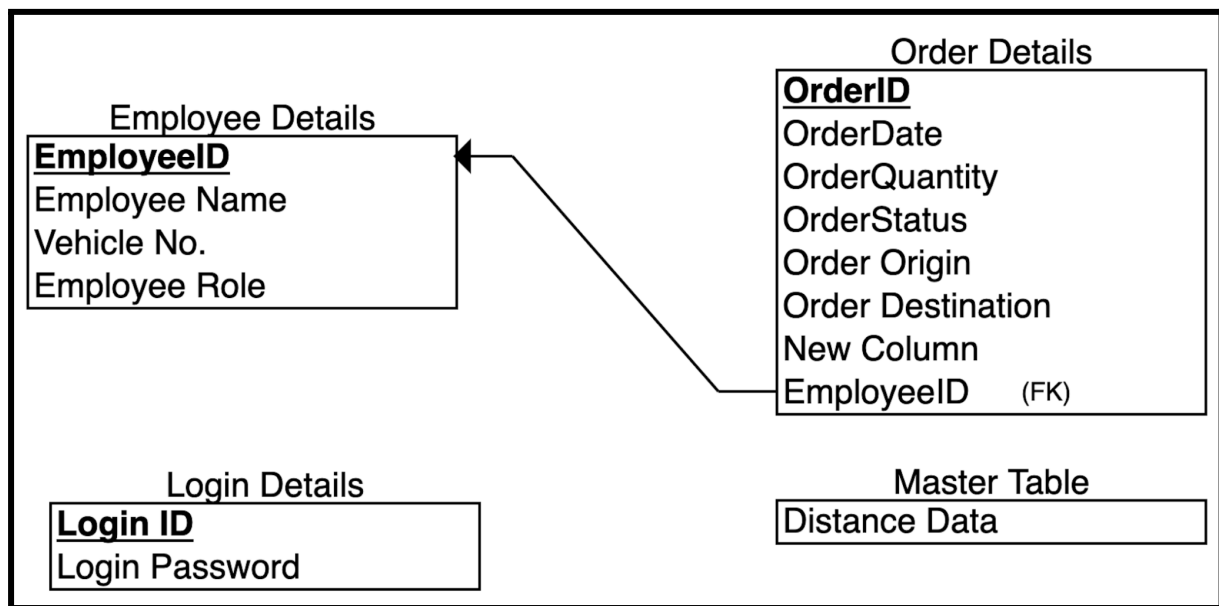 Employee Details
EmployeeID
Employee Name
Vehicle No.
Employee Role
Order Details
OrderID
OrderDate
OrderQuantity
OrderStatus
Order Origin
Order Destination
New Column
EmployeeID (FK)
Login Details
Login ID
Login Password
Master Table
Distance Data